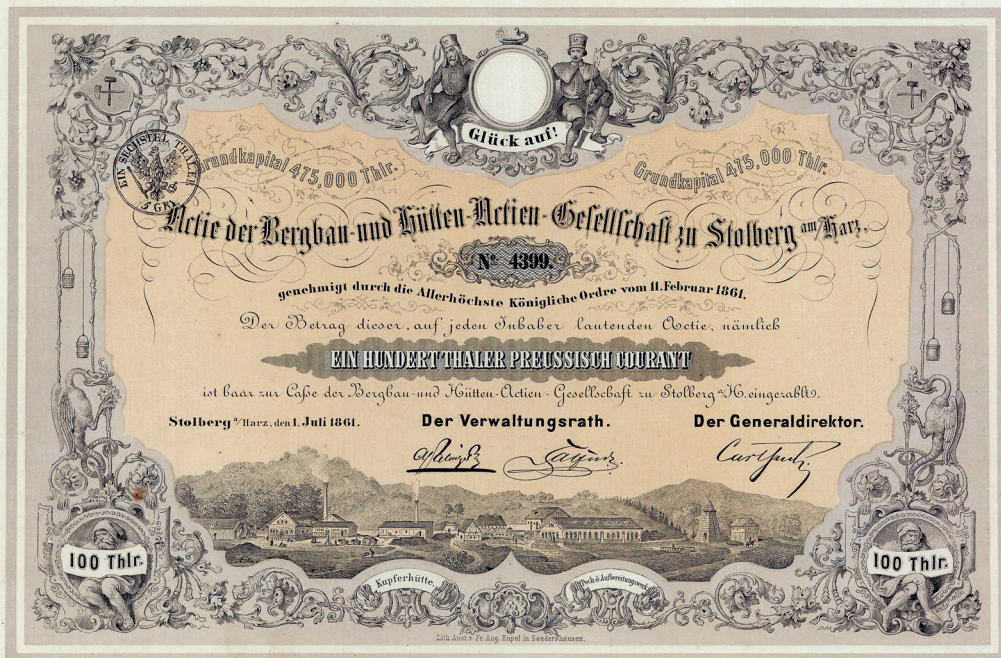 Glück auf!
EIN SECHSTEL THALER
5 GR.
Grundkapital 475,000 Thlr.
Grundkapital 475,000 Thlr.
Actie der Bergbau- und Hütten-Actien-Gesellschaft zu Stolberg am/Harz.
No 4399.
genehmigt durch die Allerhöchste Königliche Ordre vom 11. Februar 1861.
Der Betrag dieser, auf jeden Inhaber lautenden Actie, nämlich
EIN HUNDERT THALER PREUSSISCH COURANT
ist baar zur Caße der Bergbau- und Hütten-Actien-Gesellschaft zu Stolberg a/H. eingezahlt.
Stolberg a/Harz, den 1. Juli 1861.
Der Verwaltungsrath.
Der Generaldirektor.
100 Thlr.
100 Thlr.
Kupferhütte.
Poch- & Aufbereitungswerk
Lith. Anst. v. Fr. Aug. Eupel in Sondershausen.